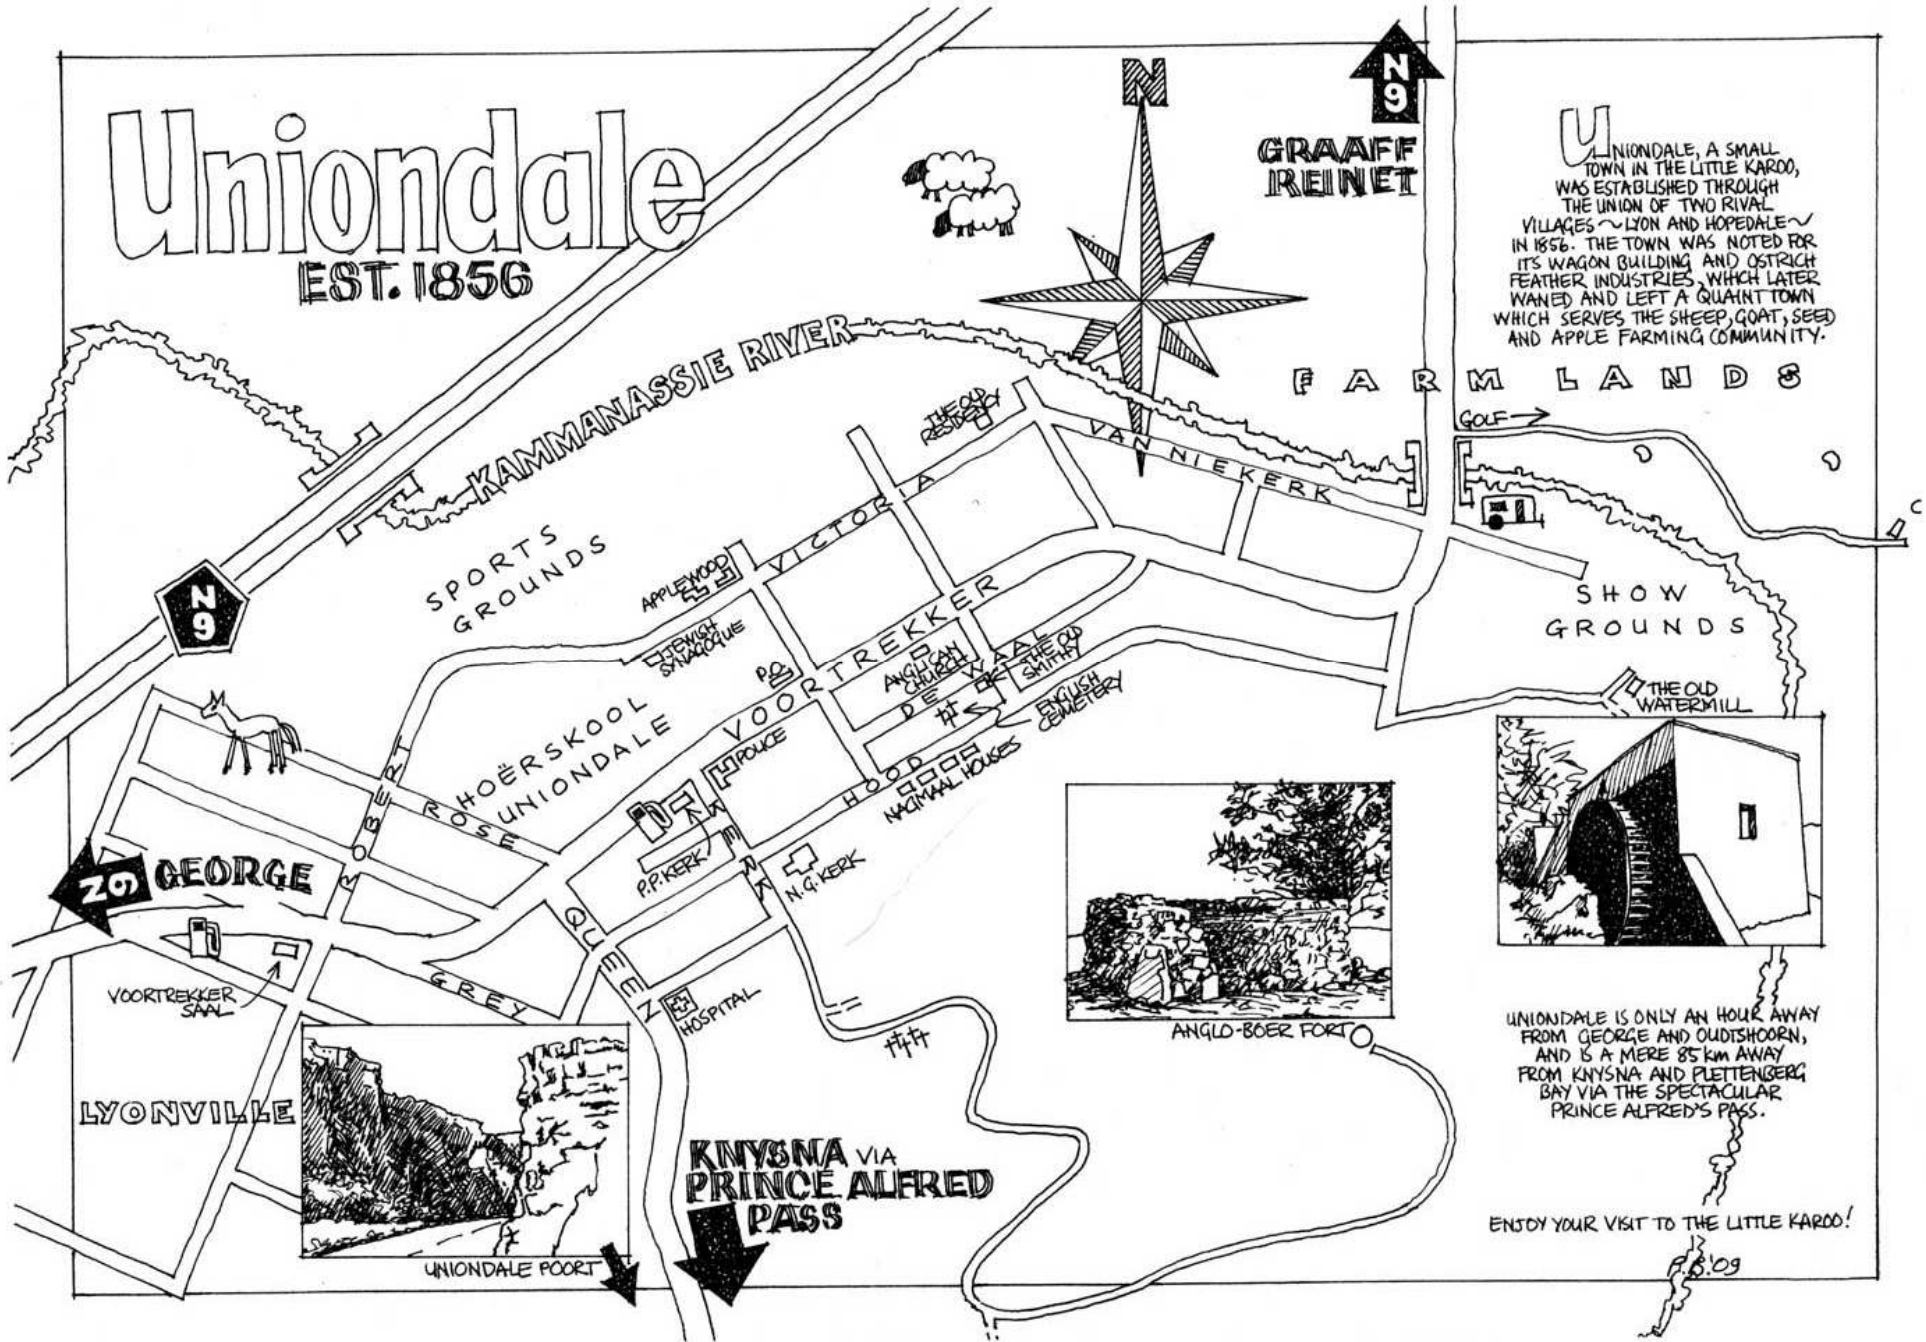 Uniondale
EST. 1856
N
N
9
GRAAFF
REINET
UNIONDALE, A SMALL
TOWN IN THE LITTLE KAROO,
WAS ESTABLISHED THROUGH
THE UNION OF TWO RIVAL
VILLAGES ~ LYON AND HOPEDALE ~
IN 1856. THE TOWN WAS NOTED FOR
ITS WAGON BUILDING AND OSTRICH
FEATHER INDUSTRIES, WHICH LATER
WANED AND LEFT A QUAINT TOWN
WHICH SERVES THE SHEEP, GOAT, SEED
AND APPLE FARMING COMMUNITY.
FARM LANDS
GOLF
KAMMANASSIE RIVER
THE OLD
RESIDENCY
VAN NIEKERK
VICTORIA
SPORTS
GROUNDS
APPLEWOOD
JEWISH
SYNAGOGUE
N
9
C
SHOW
GROUNDS
VOORTREKKER
P.O.
ANGLICAN
CHURCH
DE WAAL
THE OLD
SMITHY
ENGLISH
CEMETERY
THE OLD
WATERMILL
HOËRSKOOL
UNIONDALE
POLICE
HOOD
NAGMAAL HOUSES
ROBERT
ROSE
KERK
P.P. KERK
N.G. KERK
N9
GEORGE
VOORTREKKER
SAAL
QUEEN
GREY
HOSPITAL
ANGLO-BOER FORT
UNIONDALE IS ONLY AN HOUR AWAY
FROM GEORGE AND OUDTSHOORN,
AND IS A MERE 85 km AWAY
FROM KNYSNA AND PLETTENBERG
BAY VIA THE SPECTACULAR
PRINCE ALFRED'S PASS.
LYONVILLE
KNYSNA VIA
PRINCE ALFRED
PASS
UNIONDALE POORT
ENJOY YOUR VISIT TO THE LITTLE KAROO!
'09